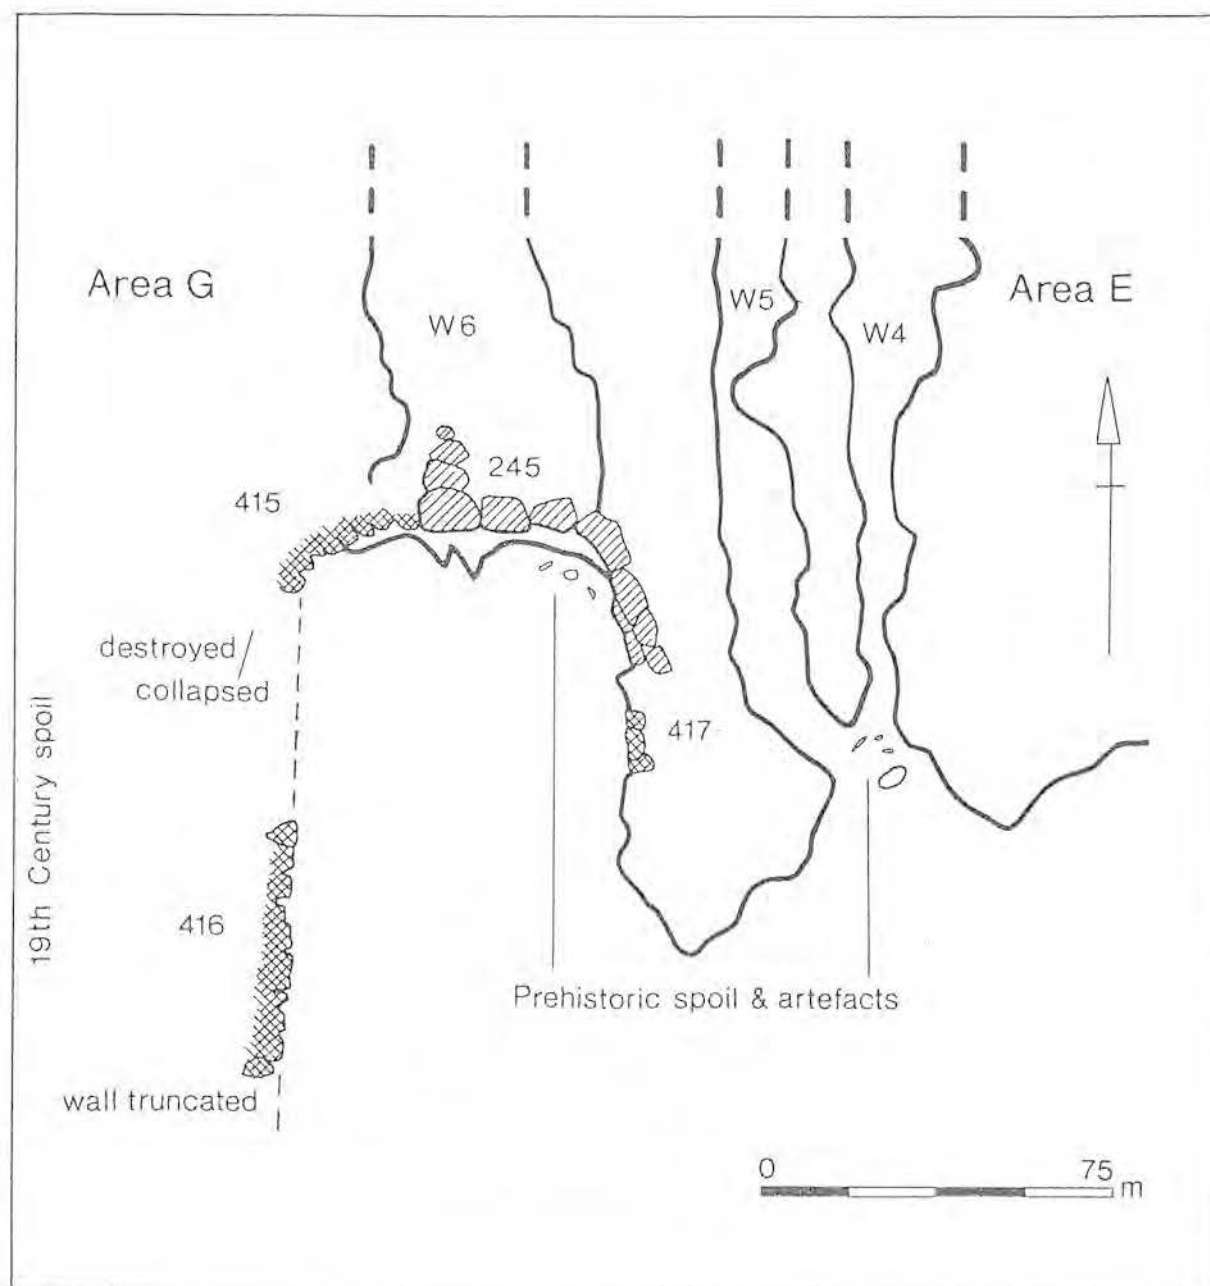 Area G
W6
W5
W4
Area E
245
415
destroyed/
collapsed
417
19th Century spoil
416
Prehistoric spoil & artefacts
wall truncated
0 75 m